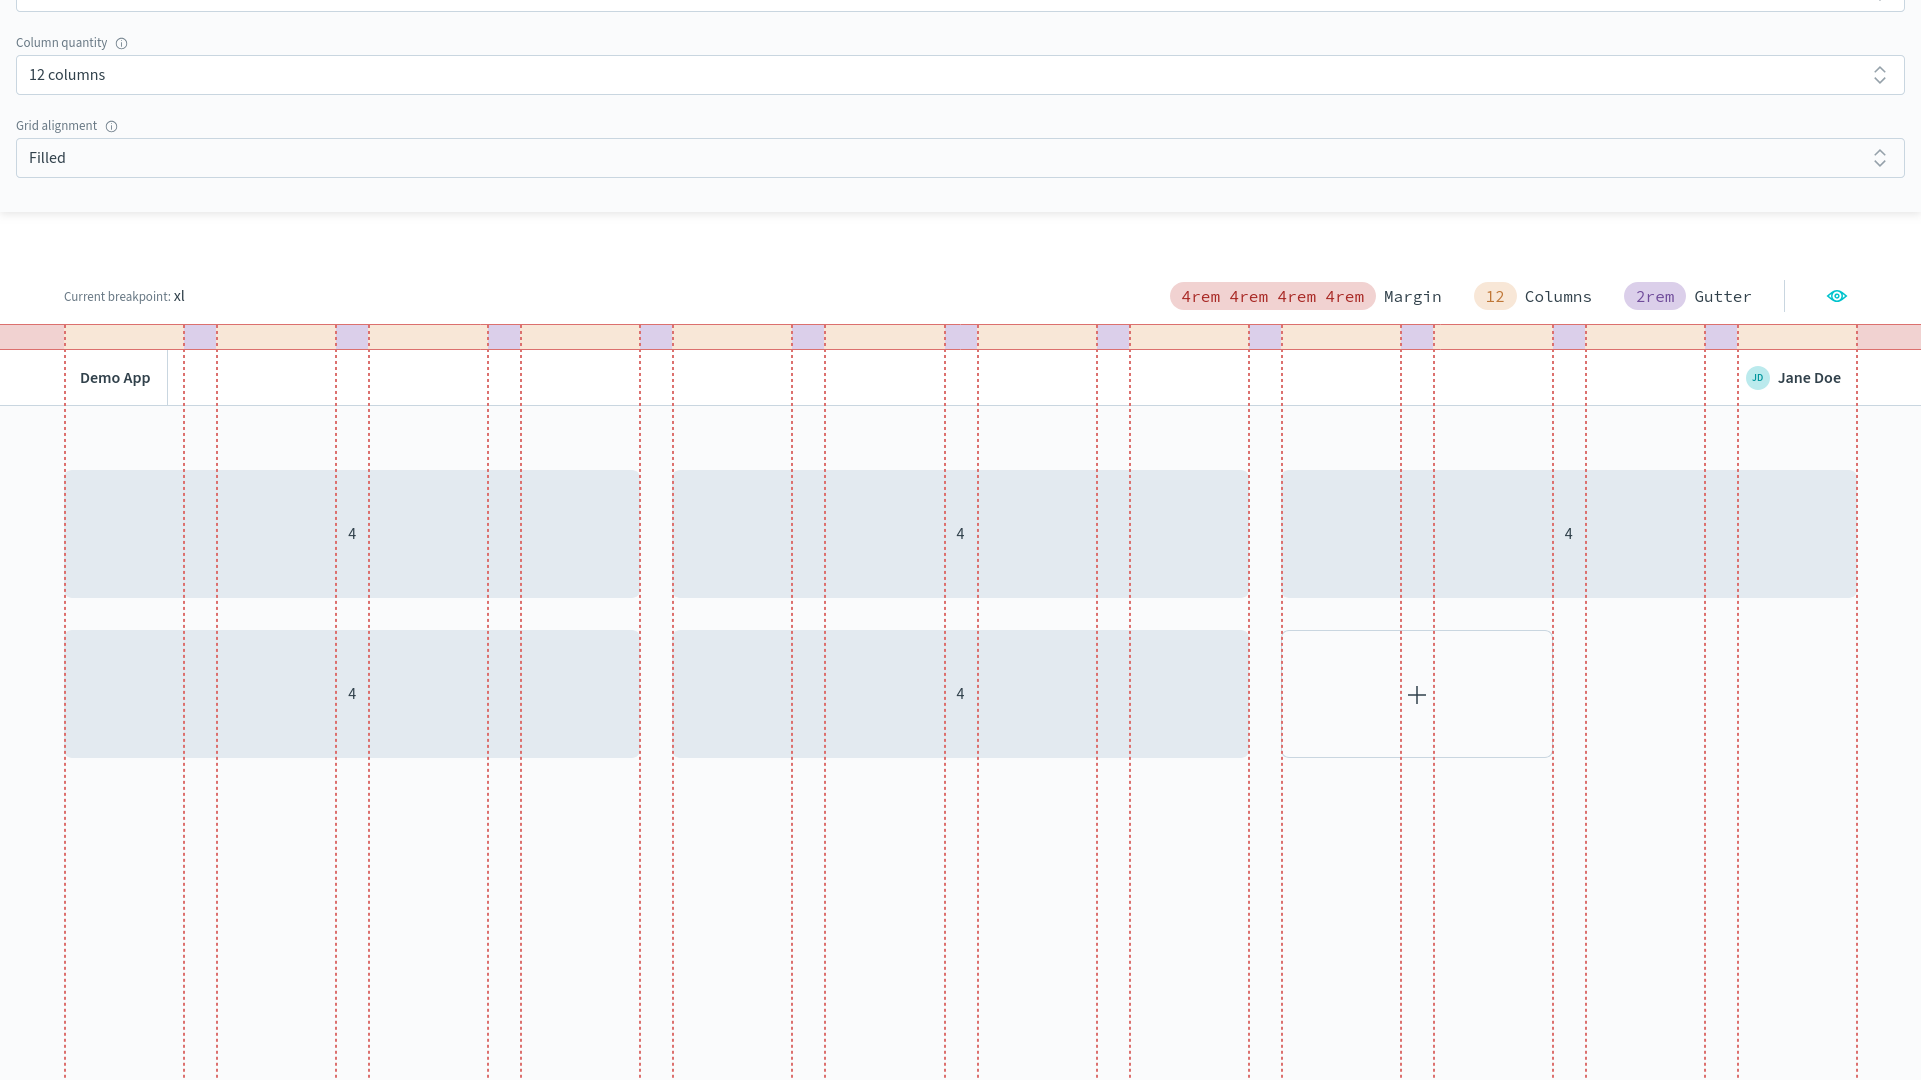 Column quantity
12 columns
Grid alignment
Filled
Current breakpoint: xl
4rem 4rem 4rem 4rem Margin 12 Columns 2rem Gutter
Demo App
JD Jane Doe
4 4 4
4 4